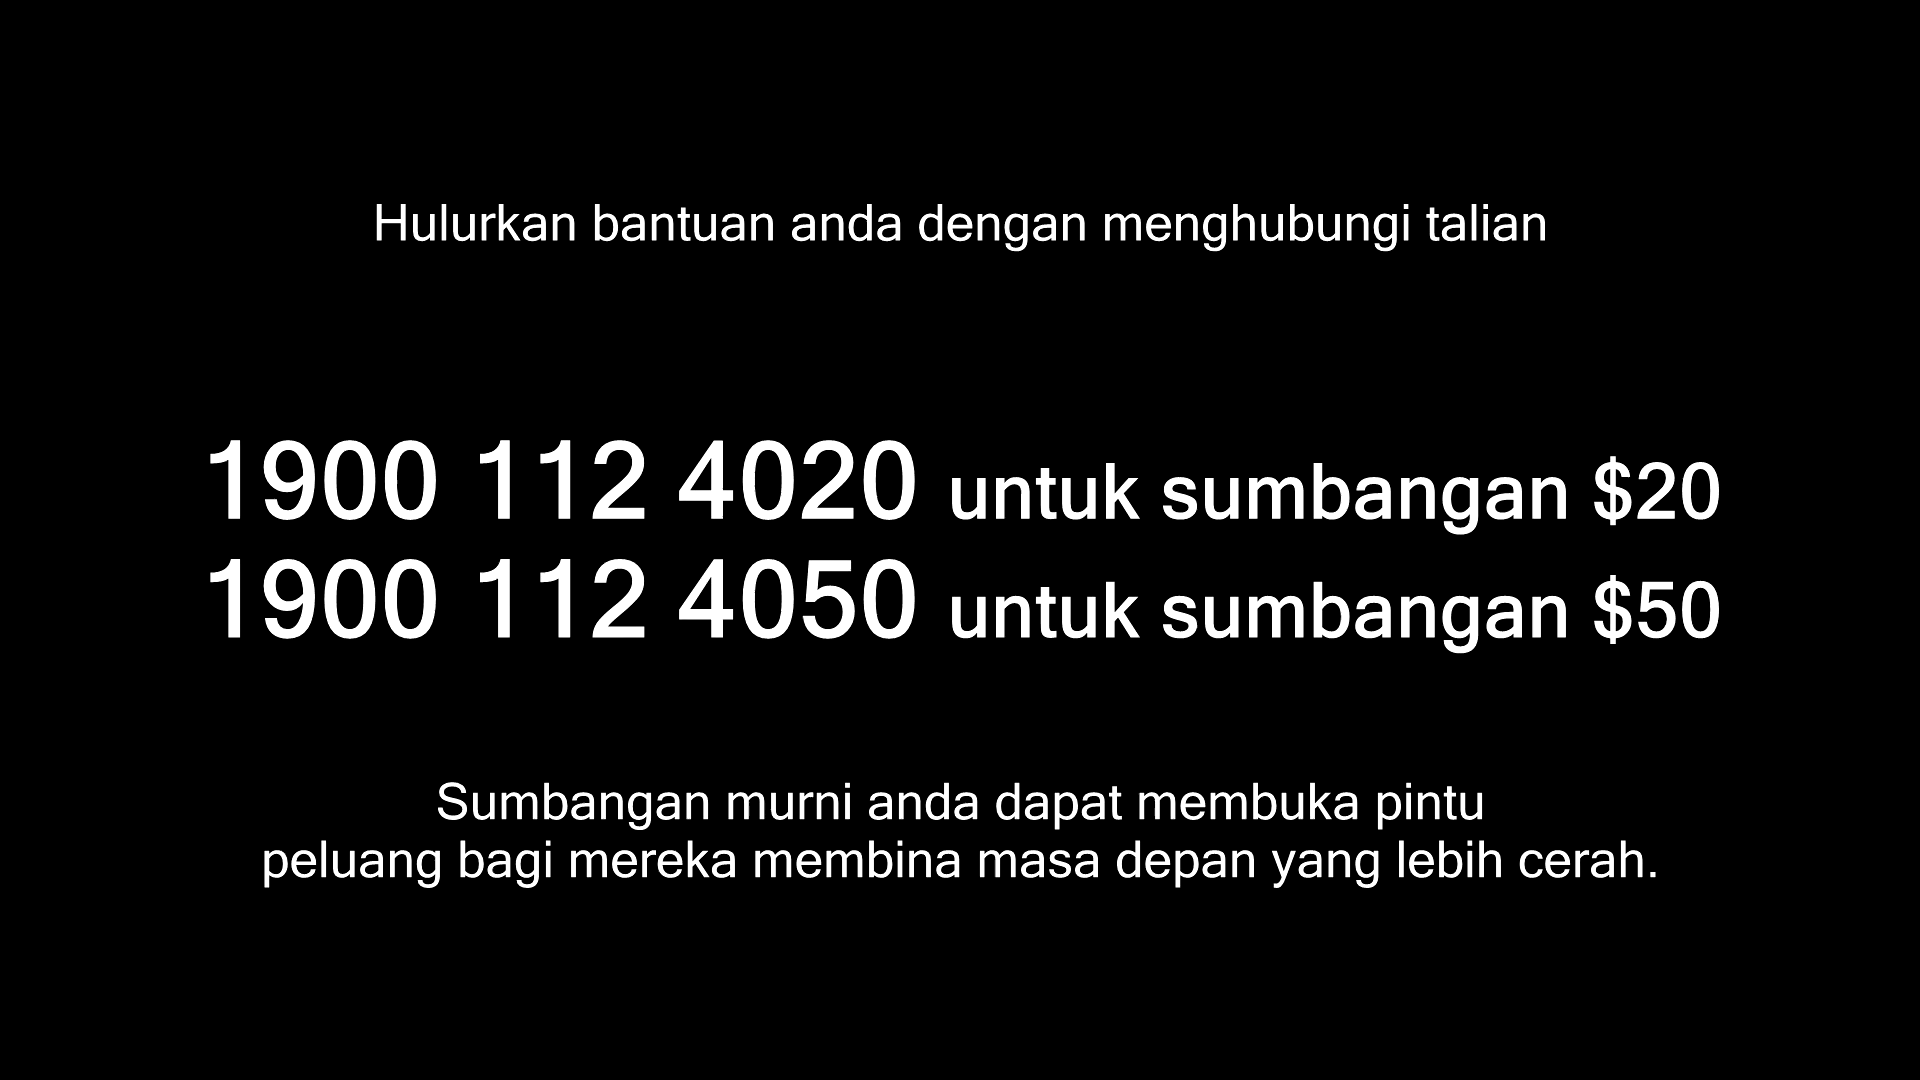 Hulurkan bantuan anda dengan menghubungi talian
1900 112 4020 untuk sumbangan $20
1900 112 4050 untuk sumbangan $50
Sumbangan murni anda dapat membuka pintu
peluang bagi mereka membina masa depan yang lebih cerah.